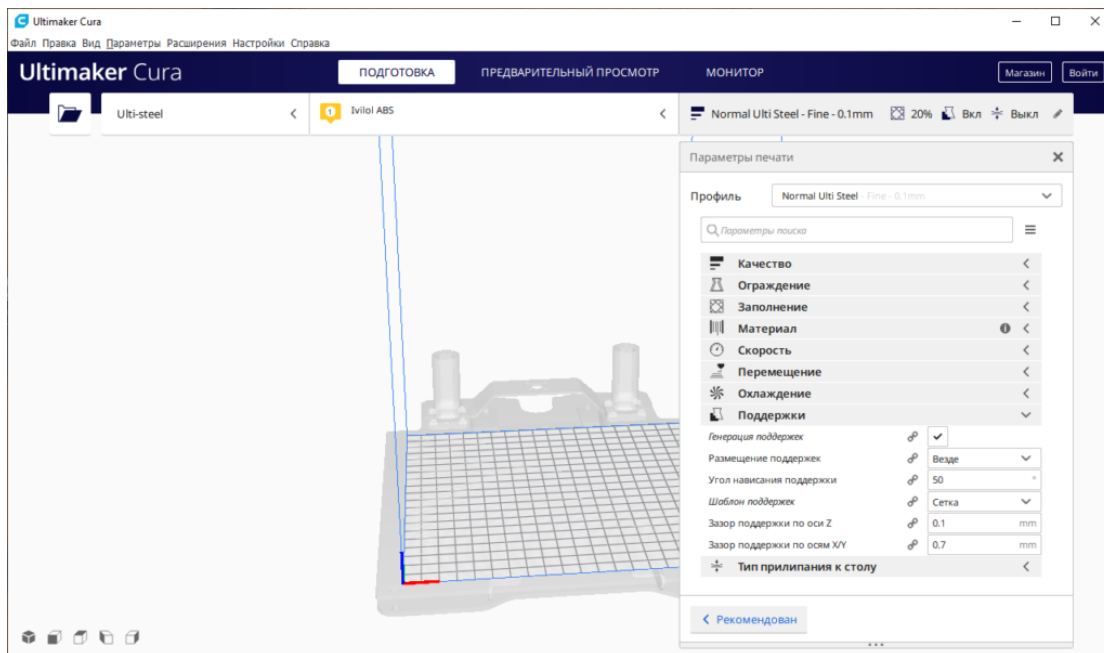 Ultimaker Cura
Файл Правка Вид Параметры Расширения Настройки Справка
Ultimaker Cura
ПОДГОТОВКА
ПРЕДВАРИТЕЛЬНЫЙ ПРОСМОТР
МОНИТОР
Магазин
Войти
Ulti-steel
1
Ivilol ABS
Normal Ulti Steel - Fine - 0.1mm
20%
Вкл
Выкл
Параметры печати
Профиль
Normal Ulti Steel - Fine - 0.1mm
Параметры поиска
Качество
Ограждение
Заполнение
Материал
Скорость
Перемещение
Охлаждение
Поддержки
Генерация поддержек
Размещение поддержек Везде
Угол нависания поддержки 50 °
Шаблон поддержек Сетка
Зазор поддержки по оси Z 0.1 mm
Зазор поддержки по осям X/Y 0.7 mm
Тип прилипания к столу
Рекомендован